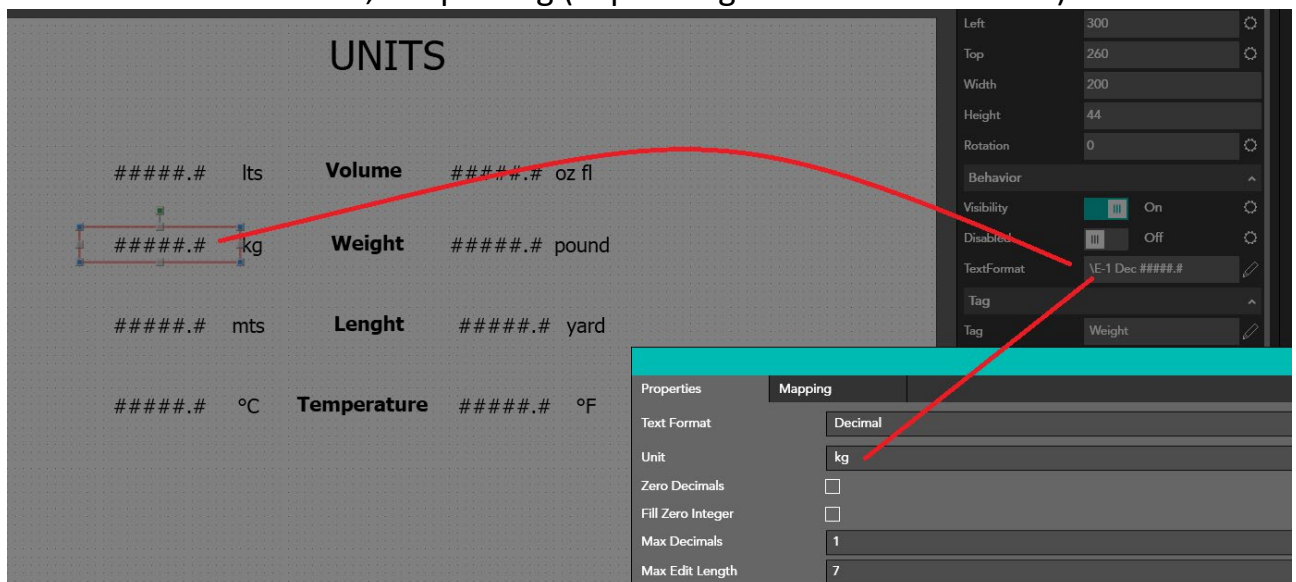 UNITS
#####.# lts Volume #####.# oz fl
#####.# kg Weight #####.# pound
#####.# mts Lenght #####.# yard
#####.# °C Temperature #####.# °F
Left 300
Top 260
Width 200
Height 44
Rotation 0
Behavior
Visibility On
Disabled Off
TextFormat \E-1 Dec #####.#
Tag
Tag Weight
Properties Mapping
Text Format Decimal
Unit kg
Zero Decimals
Fill Zero Integer
Max Decimals 1
Max Edit Length 7